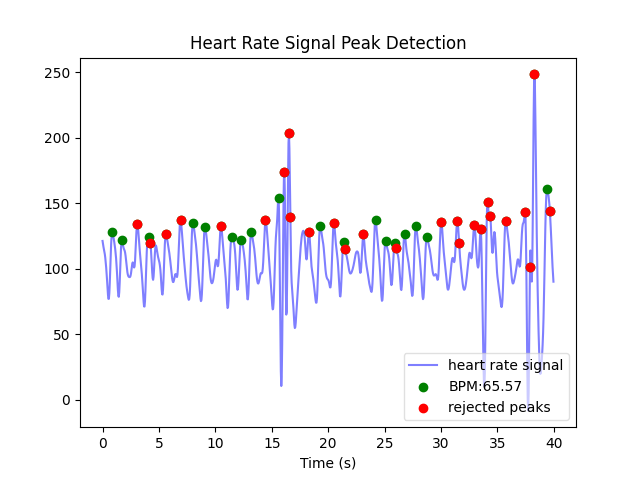 Heart Rate Signal Peak Detection
250
200
150
100
50
0
heart rate signal
BPM:65.57
rejected peaks
0 5 10 15 20 25 30 35 40
Time (s)